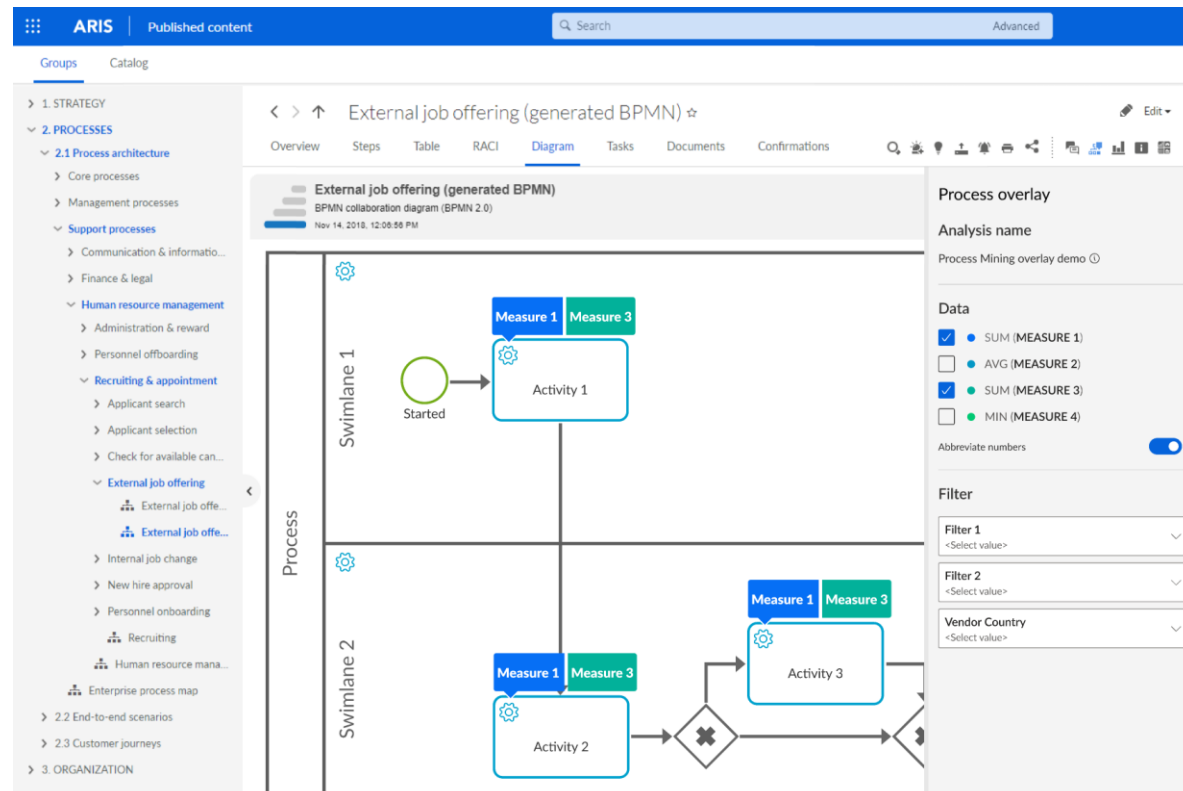 ARIS
Published content
Search
Advanced
Groups
Catalog
1. STRATEGY
2. PROCESSES
2.1 Process architecture
Core processes
Management processes
Support processes
Communication & informatio...
Finance & legal
Human resource management
Administration & reward
Personnel offboarding
Recruiting & appointment
Applicant search
Applicant selection
Check for available can...
External job offering
External job offe...
External job offe...
Internal job change
New hire approval
Personnel onboarding
Recruiting
Human resource mana...
Enterprise process map
2.2 End-to-end scenarios
2.3 Customer journeys
3. ORGANIZATION
External job offering (generated BPMN)
Edit
Overview
Steps
Table
RACI
Diagram
Tasks
Documents
Confirmations
External job offering (generated BPMN)
BPMN collaboration diagram (BPMN 2.0)
Nov 14, 2018, 12:06:56 PM
Process
Swimlane 1
Started
Measure 1
Measure 3
Activity 1
Swimlane 2
Measure 1
Measure 3
Activity 2
Measure 1
Measure 3
Activity 3
Process overlay
Analysis name
Process Mining overlay demo
Data
SUM (MEASURE 1)
AVG (MEASURE 2)
SUM (MEASURE 3)
MIN (MEASURE 4)
Abbreviate numbers
Filter
Filter 1
<Select value>
Filter 2
<Select value>
Vendor Country
<Select value>